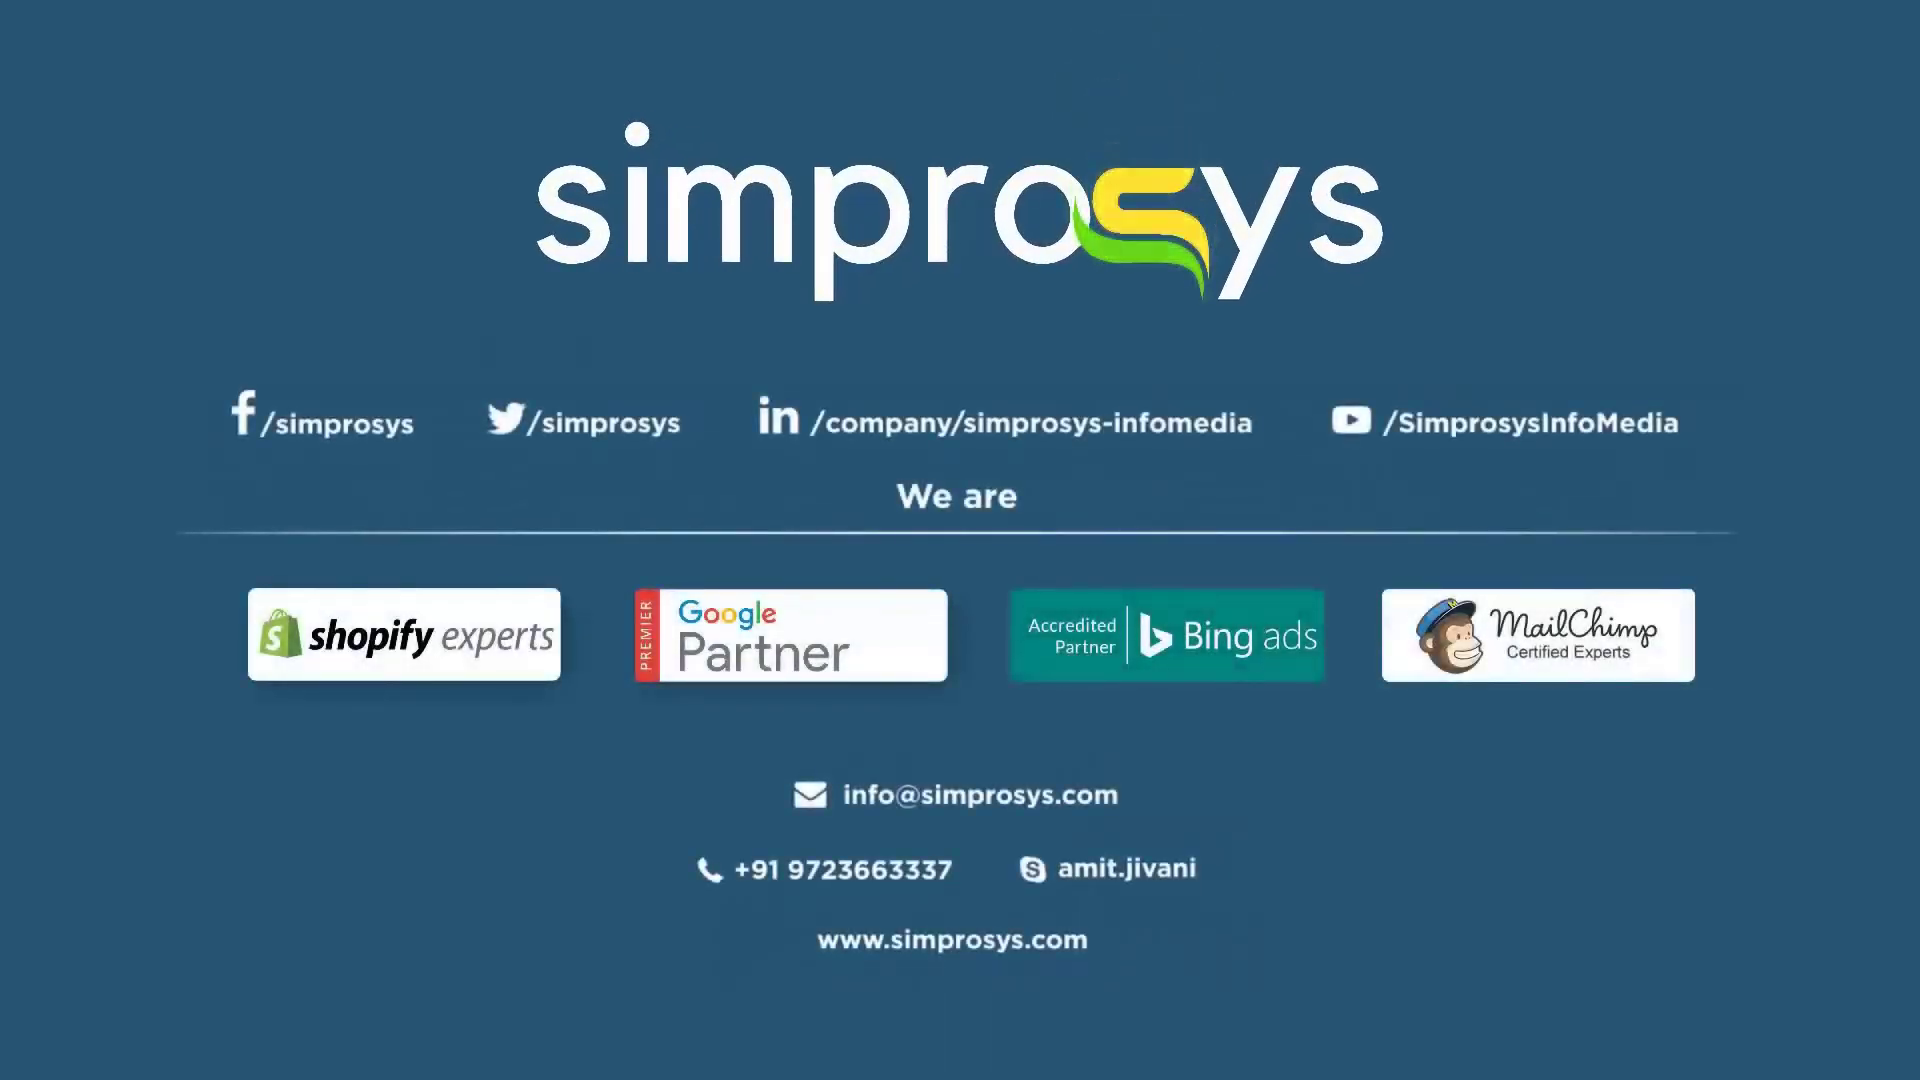 simprosys
f/simprosys /simprosys in /company/simprosys-infomedia /SimprosysInfoMedia
We are
S shopify experts
PREMIER
Google
Partner
Accredited
Partner
Bing ads
MailChimp
Certified Experts
info@simprosys.com
+91 9723663337 S amit.jivani
www.simprosys.com